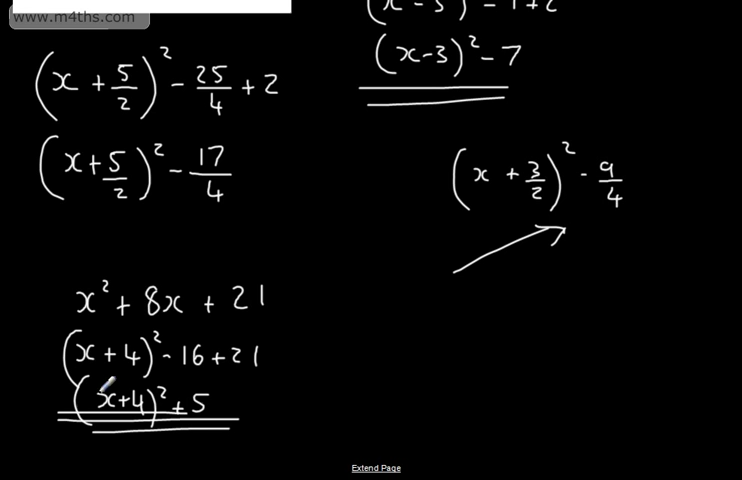 www.m4ths.com
(x + 5/2)² - 25/4 + 2
(x + 5/2)² - 17/4
x² + 8x + 21
(x + 4)² - 16 + 21
(x+4)² + 5
(x-3)² - 7
(x + 3/2)² - 9/4
Extend Page